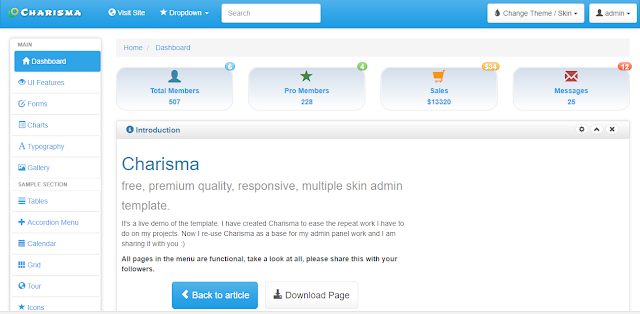 CHARISMA
Visit Site
Dropdown
Search
Change Theme / Skin
admin
MAIN
Dashboard
UI Features
Forms
Charts
Typography
Gallery
SAMPLE SECTION
Tables
Accordion Menu
Calendar
Grid
Tour
Icons
Home / Dashboard
6
Total Members
507
4
Pro Members
228
$34
Sales
$13320
12
Messages
25
Introduction
Charisma
free, premium quality, responsive, multiple skin admin
template.
It's a live demo of the template. I have created Charisma to ease the repeat work I have to
do on my projects. Now I re-use Charisma as a base for my admin panel work and I am
sharing it with you :)
All pages in the menu are functional, take a look at all, please share this with your
followers.
Back to article
Download Page